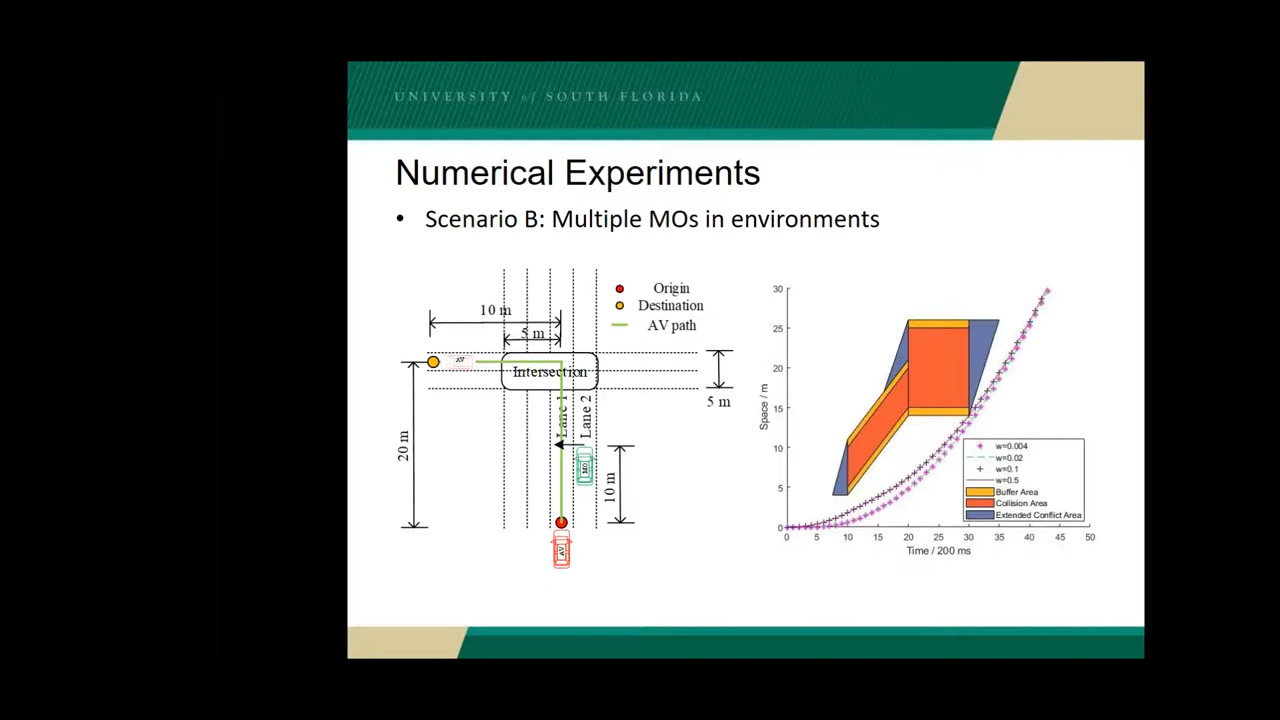 UNIVERSITY of SOUTH FLORIDA
Numerical Experiments
• Scenario B: Multiple MOs in environments
Origin
Destination
AV path
10 m
5 m
AV
Intersection
5 m
Lane 1
Lane 2
20 m
MO
10 m
AV
30
25
20
15
10
5
0
Space / m
0 5 10 15 20 25 30 35 40 45 50
Time / 200 ms
w=0.004
w=0.02
w=0.1
w=0.5
Buffer Area
Collision Area
Extended Conflict Area